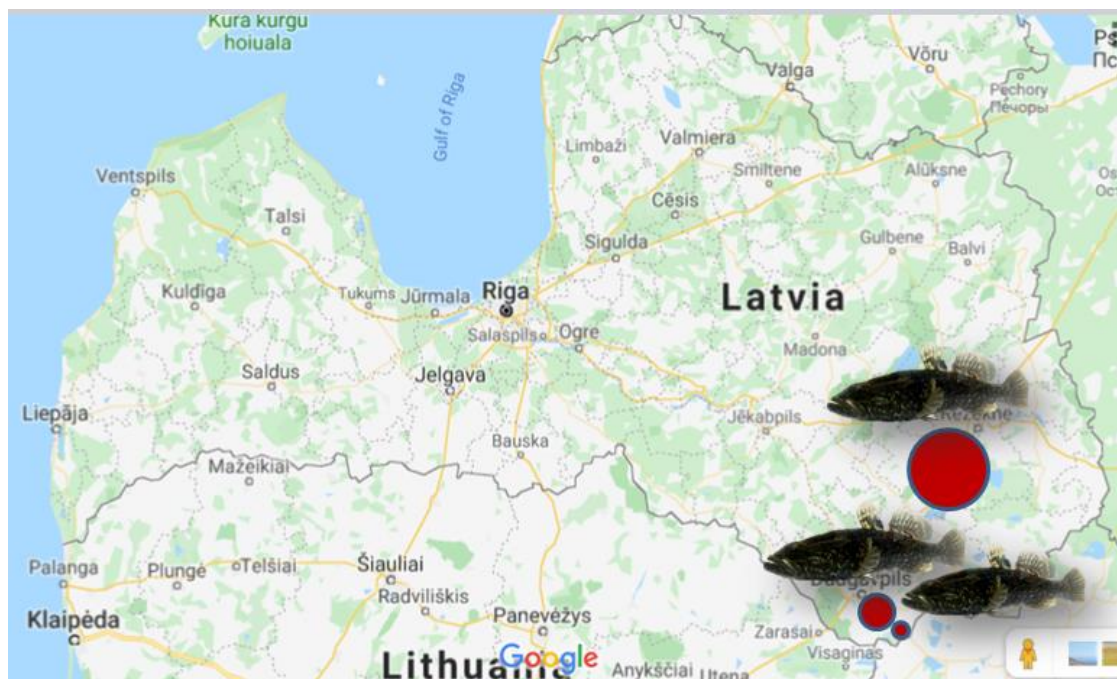 Kura kurgu
hoiuala
Gulf of Riga
Võru
Valga
Pechory
Печоры
Valmiera
Limbaži
Smiltene
Alūksne
Ventspils
Talsi
Cēsis
Sigulda
Gulbene
Balvi
Kuldīga
Tukums
Jūrmala
Riga
Latvia
Salaspils
Ogre
Madona
Saldus
Jelgava
Liepāja
Jēkabpils
Bauska
Mažeikiai
Palanga
Plungė
Telšiai
Šiauliai
Radviliškis
Klaipėda
Panevėžys
Zarasai
Visaginas
Google
Anykščiai
Utena